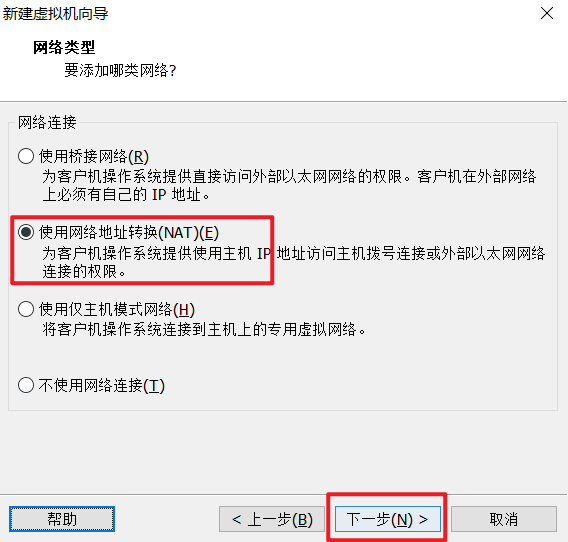 新建虚拟机向导
网络类型
要添加哪类网络?
网络连接
使用桥接网络(R)
为客户机操作系统提供直接访问外部以太网网络的权限。客户机在外部网络
上必须有自己的 IP 地址。
使用网络地址转换(NAT)(E)
为客户机操作系统提供使用主机 IP 地址访问主机拨号连接或外部以太网网络
连接的权限。
使用仅主机模式网络(H)
将客户机操作系统连接到主机上的专用虚拟网络。
不使用网络连接(T)
帮助
< 上一步(B)
下一步(N) >
取消